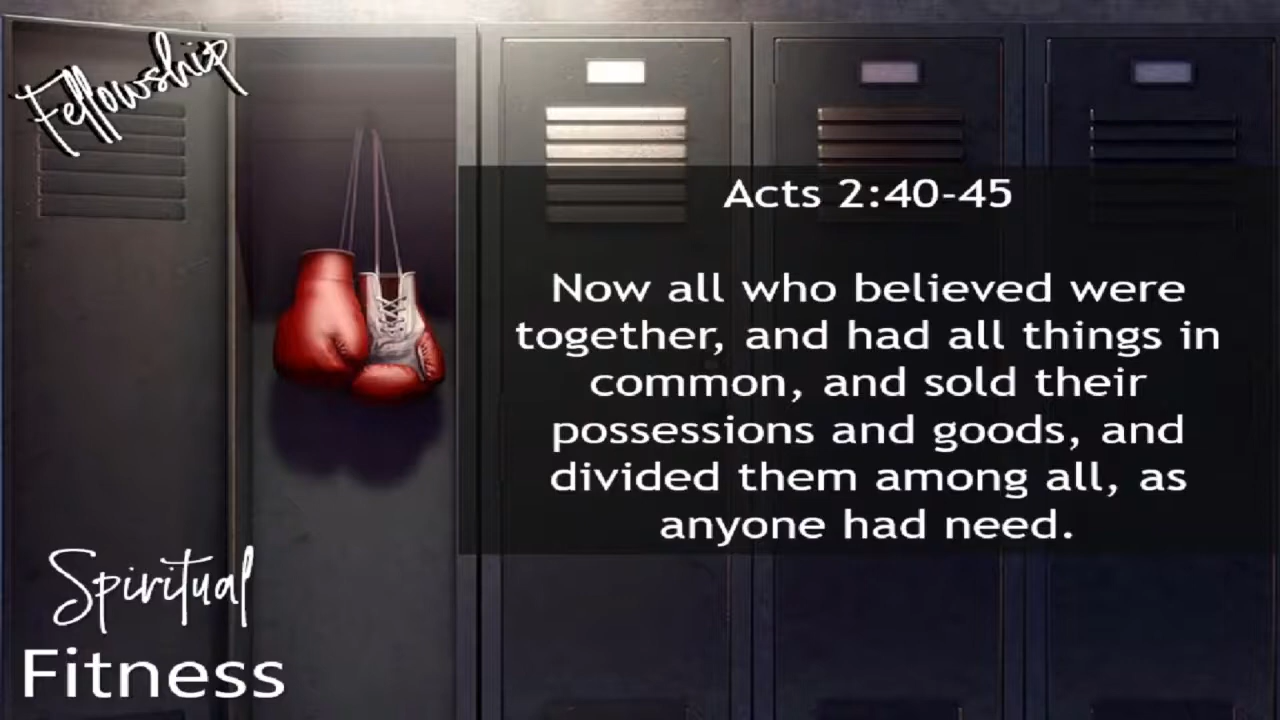 Fellowship
Acts 2:40-45
Now all who believed were
together, and had all things in
common, and sold their
possessions and goods, and
divided them among all, as
anyone had need.
Spiritual
Fitness